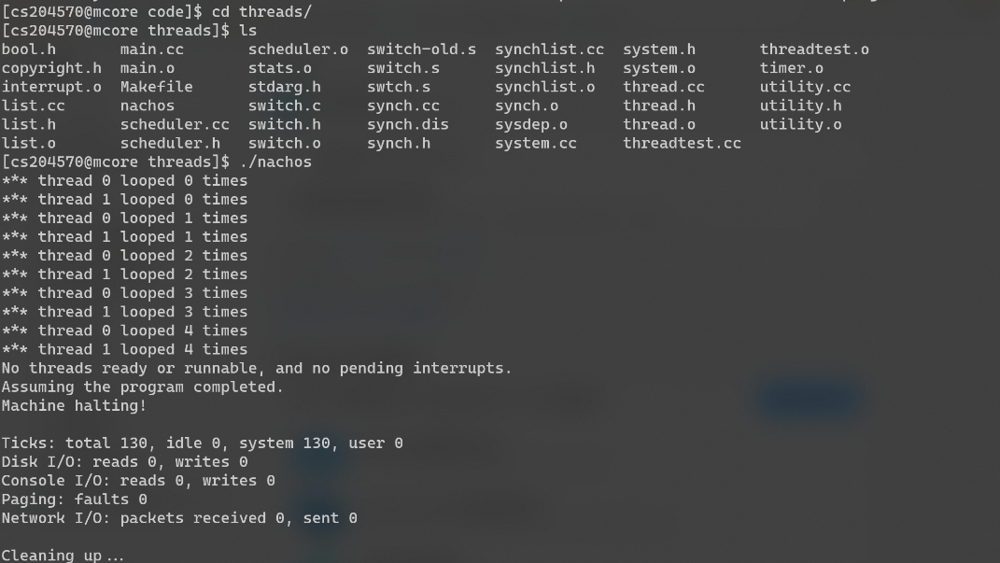 [cs204570@mcore code]$ cd threads/
[cs204570@mcore threads]$ ls
bool.h       main.cc       scheduler.o  switch-old.s  synchlist.cc  system.h       threadtest.o
copyright.h  main.o        stats.o      switch.s      synchlist.h   system.o       timer.o
interrupt.o  Makefile      stdarg.h     swtch.s       synchlist.o   thread.cc      utility.cc
list.cc      nachos        switch.c     synch.cc      synch.o       thread.h       utility.h
list.h       scheduler.cc  switch.h     synch.dis     sysdep.o      thread.o       utility.o
list.o       scheduler.h   switch.o     synch.h       system.cc     threadtest.cc
[cs204570@mcore threads]$ ./nachos
*** thread 0 looped 0 times
*** thread 1 looped 0 times
*** thread 0 looped 1 times
*** thread 1 looped 1 times
*** thread 0 looped 2 times
*** thread 1 looped 2 times
*** thread 0 looped 3 times
*** thread 1 looped 3 times
*** thread 0 looped 4 times
*** thread 1 looped 4 times
No threads ready or runnable, and no pending interrupts.
Assuming the program completed.
Machine halting!

Ticks: total 130, idle 0, system 130, user 0
Disk I/O: reads 0, writes 0
Console I/O: reads 0, writes 0
Paging: faults 0
Network I/O: packets received 0, sent 0

Cleaning up...